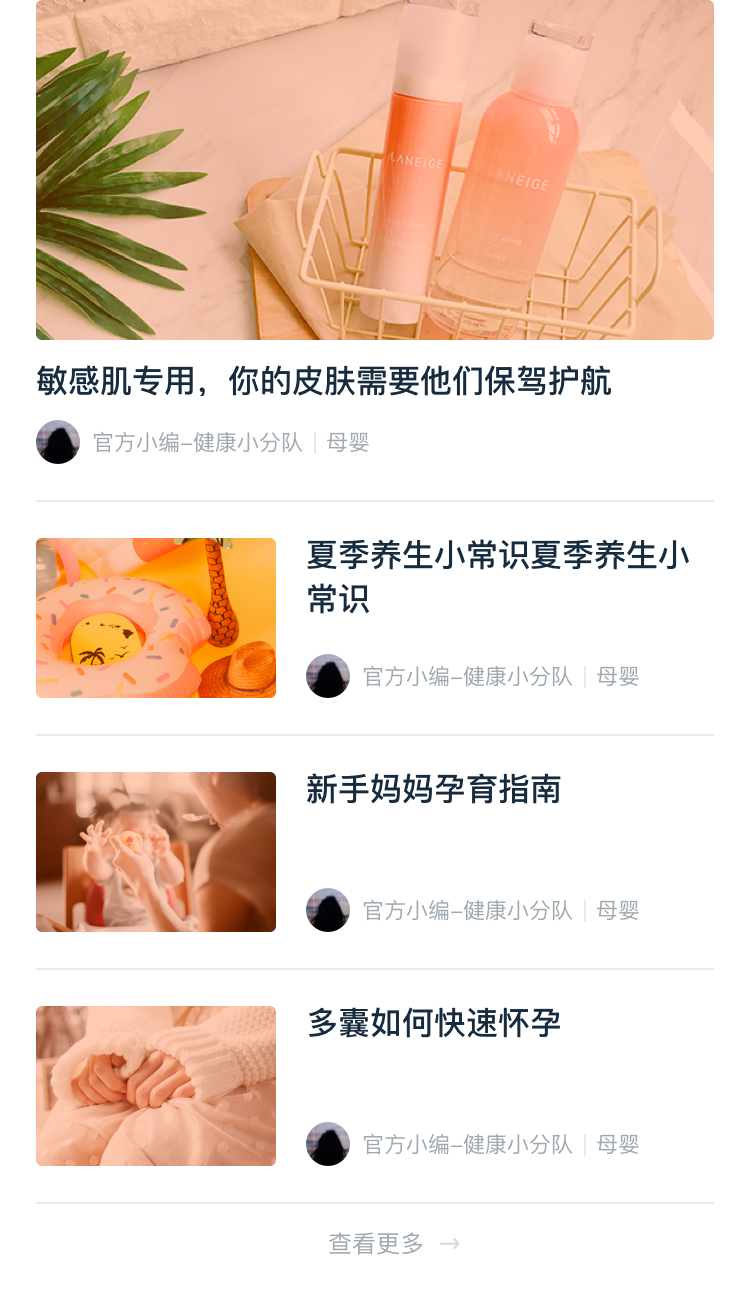 LANEIGE
LANEIGE
敏感肌专用，你的皮肤需要他们保驾护航
官方小编–健康小分队 | 母婴
夏季养生小常识夏季养生小
常识
官方小编–健康小分队 | 母婴
新手妈妈孕育指南
官方小编–健康小分队 | 母婴
多囊如何快速怀孕
官方小编–健康小分队 | 母婴
查看更多 →